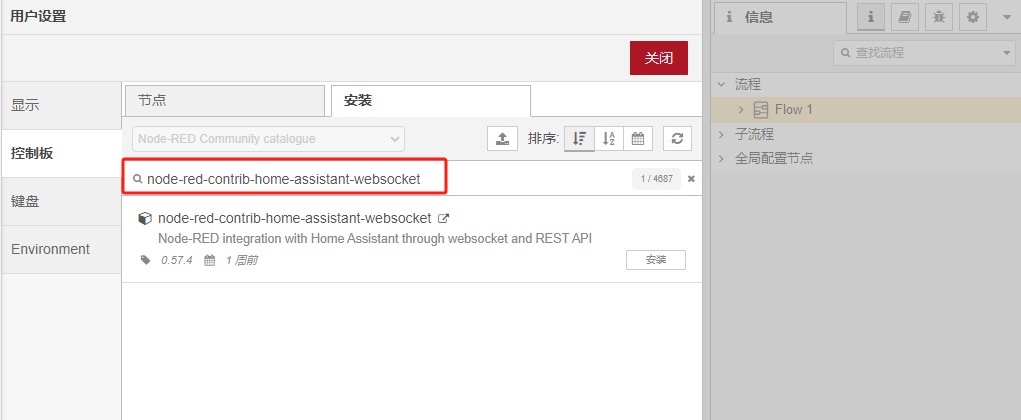 用户设置
关闭
显示
控制板
键盘
Environment
节点
安装
Node-RED Community catalogue
排序:
node-red-contrib-home-assistant-websocket
1 / 4687
node-red-contrib-home-assistant-websocket
Node-RED integration with Home Assistant through websocket and REST API
0.57.4
1 周前
安装
信息
查找流程
流程
Flow 1
子流程
全局配置节点